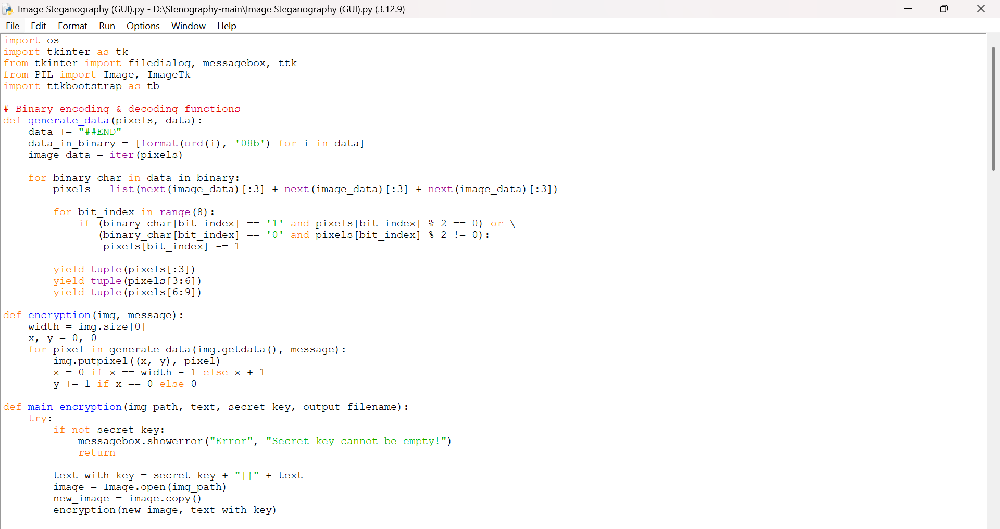 Image Steganography (GUI).py - D:\Stenography-main\Image Steganography (GUI).py (3.12.9)
File Edit Format Run Options Window Help
import os
import tkinter as tk
from tkinter import filedialog, messagebox, ttk
from PIL import Image, ImageTk
import ttkbootstrap as tb

# Binary encoding & decoding functions
def generate_data(pixels, data):
    data += "##END"
    data_in_binary = [format(ord(i), '08b') for i in data]
    image_data = iter(pixels)

    for binary_char in data_in_binary:
        pixels = list(next(image_data)[:3] + next(image_data)[:3] + next(image_data)[:3])

        for bit_index in range(8):
            if (binary_char[bit_index] == '1' and pixels[bit_index] % 2 == 0) or \
               (binary_char[bit_index] == '0' and pixels[bit_index] % 2 != 0):
                pixels[bit_index] -= 1

        yield tuple(pixels[:3])
        yield tuple(pixels[3:6])
        yield tuple(pixels[6:9])

def encryption(img, message):
    width = img.size[0]
    x, y = 0, 0
    for pixel in generate_data(img.getdata(), message):
        img.putpixel((x, y), pixel)
        x = 0 if x == width - 1 else x + 1
        y += 1 if x == 0 else 0

def main_encryption(img_path, text, secret_key, output_filename):
    try:
        if not secret_key:
            messagebox.showerror("Error", "Secret key cannot be empty!")
            return

        text_with_key = secret_key + "||" + text
        image = Image.open(img_path)
        new_image = image.copy()
        encryption(new_image, text_with_key)